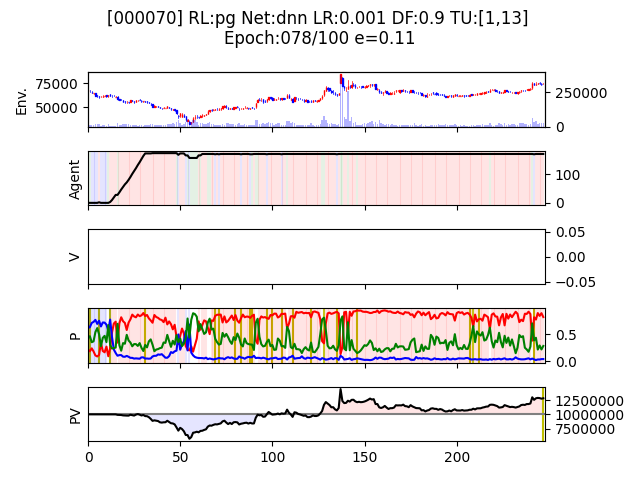 [000070] RL:pg Net:dnn LR:0.001 DF:0.9 TU:[1,13]
Epoch:078/100 e=0.11
Env.
75000
50000
250000
0
Agent
100
0
V
0.05
0.00
−0.05
P
0.5
0.0
PV
12500000
10000000
7500000
0
50
100
150
200